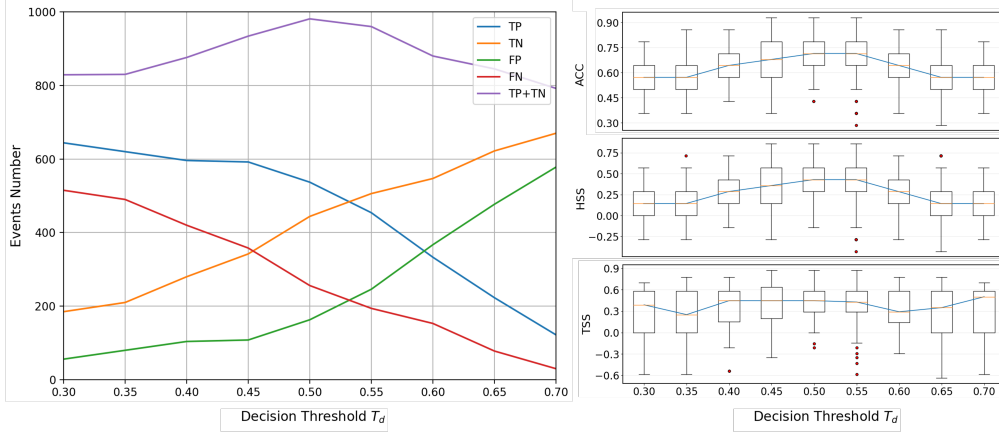 1000
800
600
400
200
0
Events Number
0.30 0.35 0.40 0.45 0.50 0.55 0.60 0.65 0.70
Decision Threshold T_d
TP
TN
FP
FN
TP+TN
ACC
0.90
0.75
0.60
0.45
0.30
HSS
0.75
0.50
0.25
0.00
−0.25
TSS
0.9
0.6
0.3
0.0
−0.3
−0.6
0.30 0.35 0.40 0.45 0.50 0.55 0.60 0.65 0.70
Decision Threshold T_d